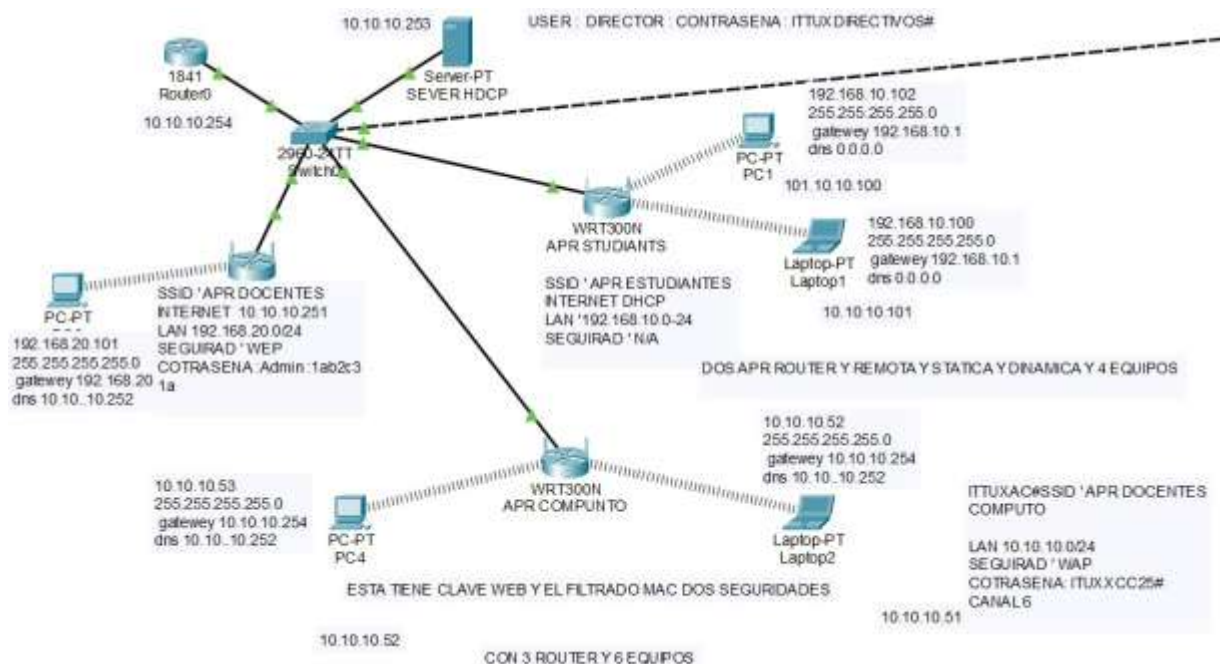 10.10.10.253
USER : DIRECTOR : CONTRASENA : ITTUXDIRECTIVOS#
1841
Router0
10.10.10.254
Server-PT
SEVER HDCP
2960-24TT
Switch0
192.168.10.102
255.255.255.255.0
gatewey 192.168.10.1
dns 0.0.0.0
PC-PT
PC1
101.10.10.100
WRT300N
APR STUDIANTS
192.168.10.100
255.255.255.255.0
gatewey 192.168.10.1
dns 0.0.0.0
Laptop-PT
Laptop1
10.10.10.101
SSID ' APR ESTUDIANTES
INTERNET DHCP
LAN '192.168.10.0-24
SEGUIRAD ' N/A
PC-PT
SSID ' APR DOCENTES
INTERNET 10.10.10.251
LAN 192.168.20.0/24
SEGUIRAD ' WEP
COTRASENA :Admin :1ab2c3
1a
192.168.20.101
255.255.255.255.0
gatewey 192.168.20
dns 10.10..10.252
DOS APR ROUTER Y REMOTA Y STATICA Y DINAMICA Y 4 EQUIPOS
WRT300N
APR COMPUNTO
10.10.10.52
255.255.255.255.0
gatewey 10.10.10.254
dns 10.10..10.252
Laptop-PT
Laptop2
10.10.10.53
255.255.255.255.0
gatewey 10.10.10.254
dns 10.10..10.252
PC-PT
PC4
ITTUXAC#SSID ' APR DOCENTES
COMPUTO
LAN 10.10.10.0/24
SEGUIRAD ' WAP
COTRASENA: ITUXXCC25#
CANAL 6
ESTA TIENE CLAVE WEB Y EL FILTRADO MAC DOS SEGURIDADES
10.10.10.51
10.10.10.52
CON 3 ROUTER Y 6 EQUIPOS